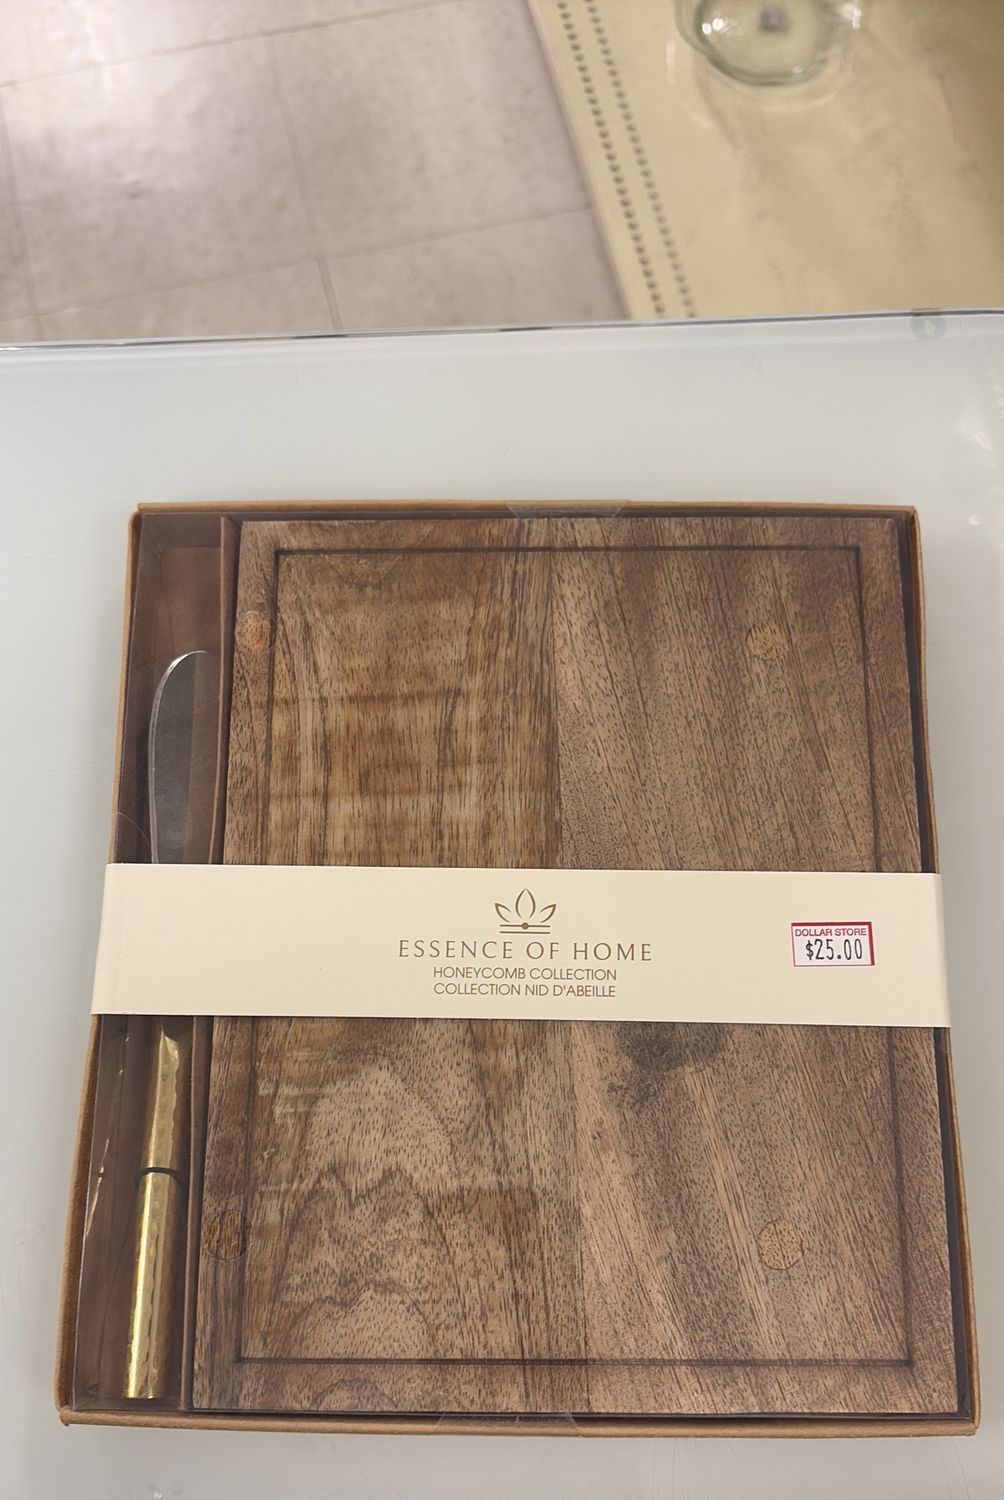 ESSENCE OF HOME
HONEYCOMB COLLECTION
COLLECTION NID D'ABEILLE
DOLLAR STORE
$25.00